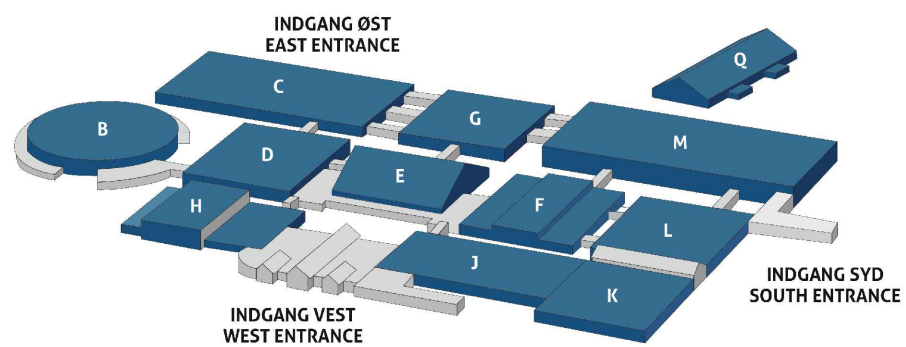 INDGANG ØST
EAST ENTRANCE
Q
C
B
G
M
D
E
H
F
L
J
K
INDGANG SYD
SOUTH ENTRANCE
INDGANG VEST
WEST ENTRANCE